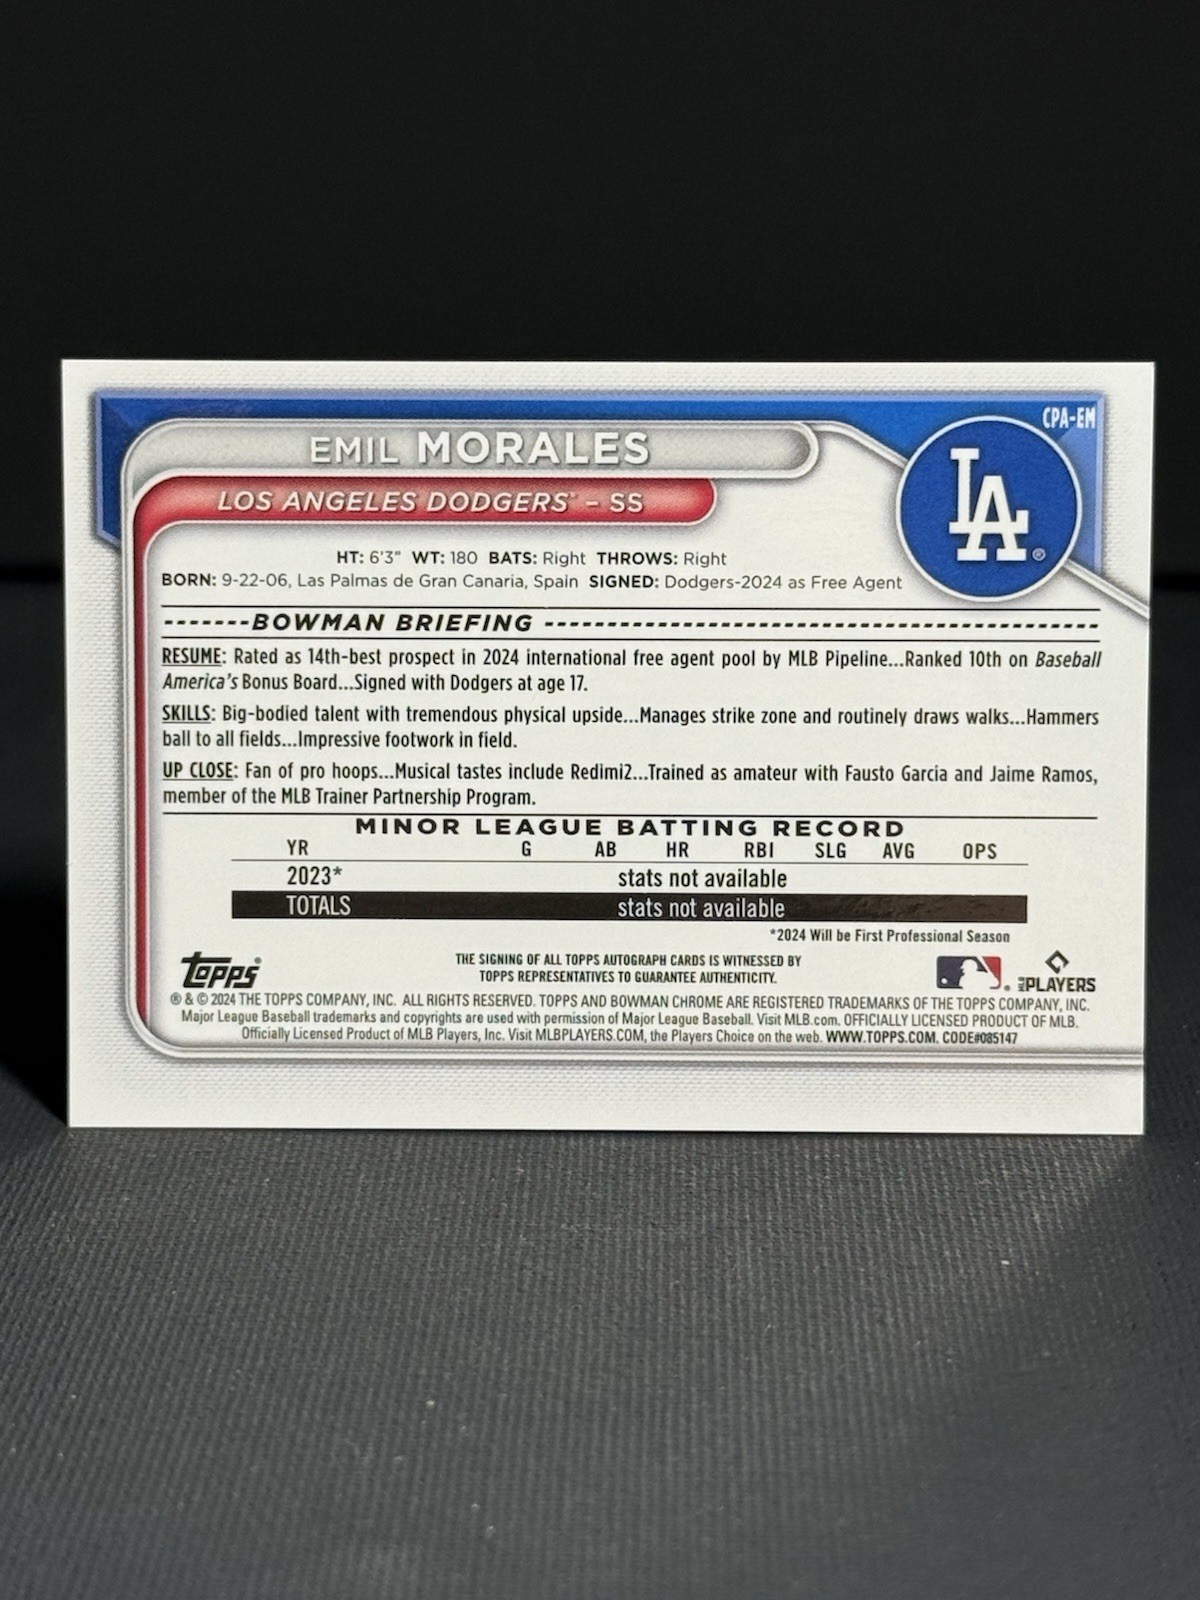 CPA-EM
EMIL MORALES
LOS ANGELES DODGERS™ – SS
LA®
HT: 6'3" WT: 180 BATS: Right THROWS: Right
BORN: 9-22-06, Las Palmas de Gran Canaria, Spain SIGNED: Dodgers-2024 as Free Agent
-------BOWMAN BRIEFING ---------------------------------------------
RESUME: Rated as 14th-best prospect in 2024 international free agent pool by MLB Pipeline...Ranked 10th on Baseball
America's Bonus Board...Signed with Dodgers at age 17.
SKILLS: Big-bodied talent with tremendous physical upside...Manages strike zone and routinely draws walks...Hammers
ball to all fields...Impressive footwork in field.
UP CLOSE: Fan of pro hoops...Musical tastes include Redimi2...Trained as amateur with Fausto Garcia and Jaime Ramos,
member of the MLB Trainer Partnership Program.
MINOR LEAGUE BATTING RECORD
YR G AB HR RBI SLG AVG OPS
2023* stats not available
TOTALS stats not available
*2024 Will be First Professional Season
THE SIGNING OF ALL TOPPS AUTOGRAPH CARDS IS WITNESSED BY
TOPPS REPRESENTATIVES TO GUARANTEE AUTHENTICITY.
Topps®
MLB PLAYERS
® & © 2024 THE TOPPS COMPANY, INC. ALL RIGHTS RESERVED. TOPPS AND BOWMAN CHROME ARE REGISTERED TRADEMARKS OF THE TOPPS COMPANY, INC.
Major League Baseball trademarks and copyrights are used with permission of Major League Baseball. Visit MLB.com. OFFICIALLY LICENSED PRODUCT OF MLB.
Officially Licensed Product of MLB Players, Inc. Visit MLBPLAYERS.COM, the Players Choice on the web. WWW.TOPPS.COM. CODE#085147